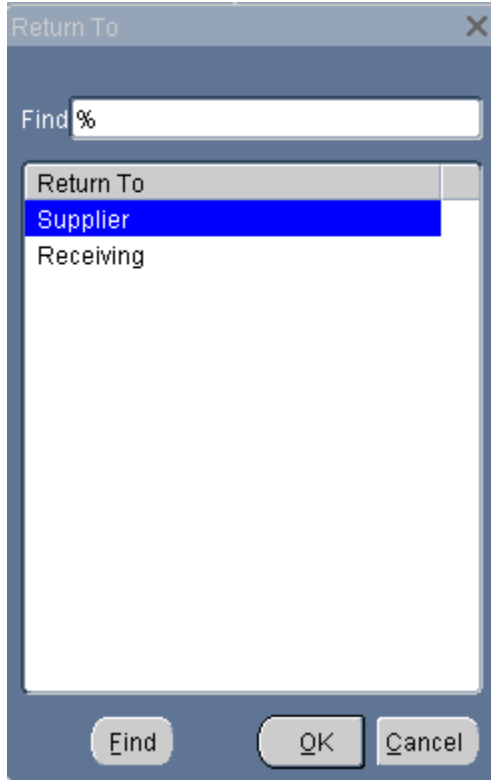 Return To
Find %
Return To
Supplier
Receiving
Find OK Cancel